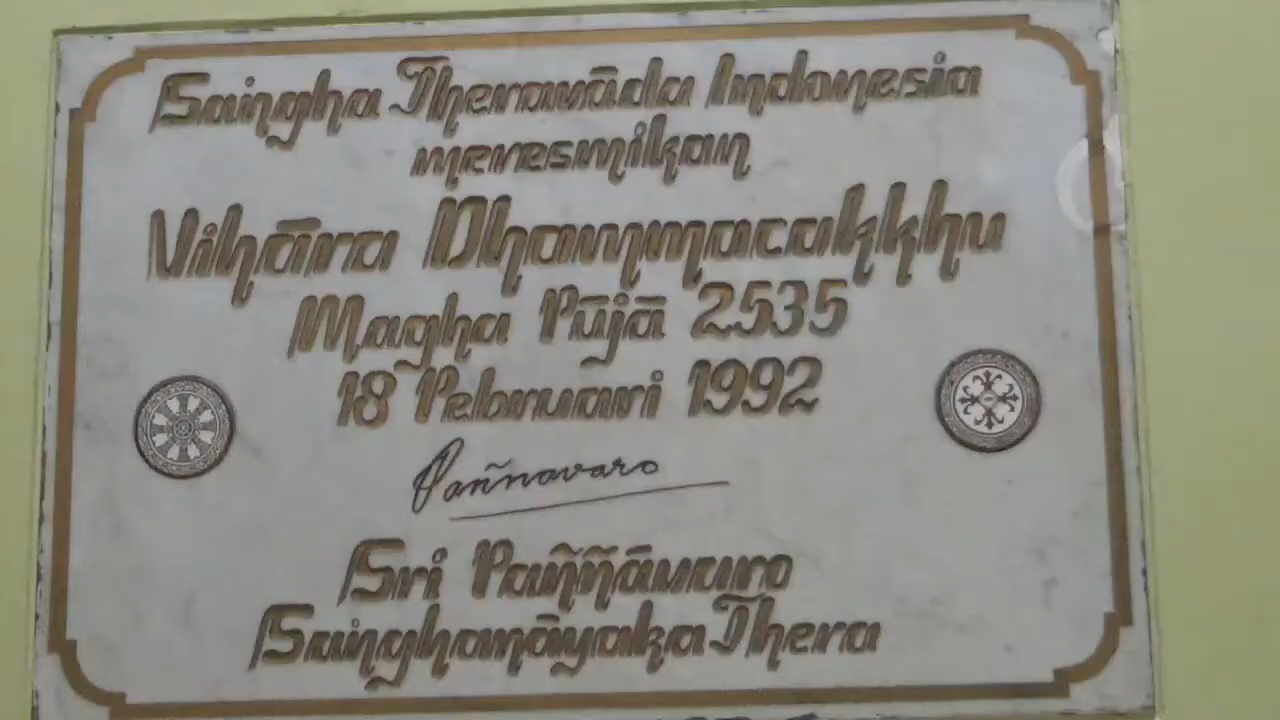 Sangha Theravāda Indonesia
meresmikan
Vihāra Dhammacakkhu
Magha Pūjā 2535
18 Pebruari 1992
Paññavaro
Sri Paññāvaro
Sanghanāyaka Thera